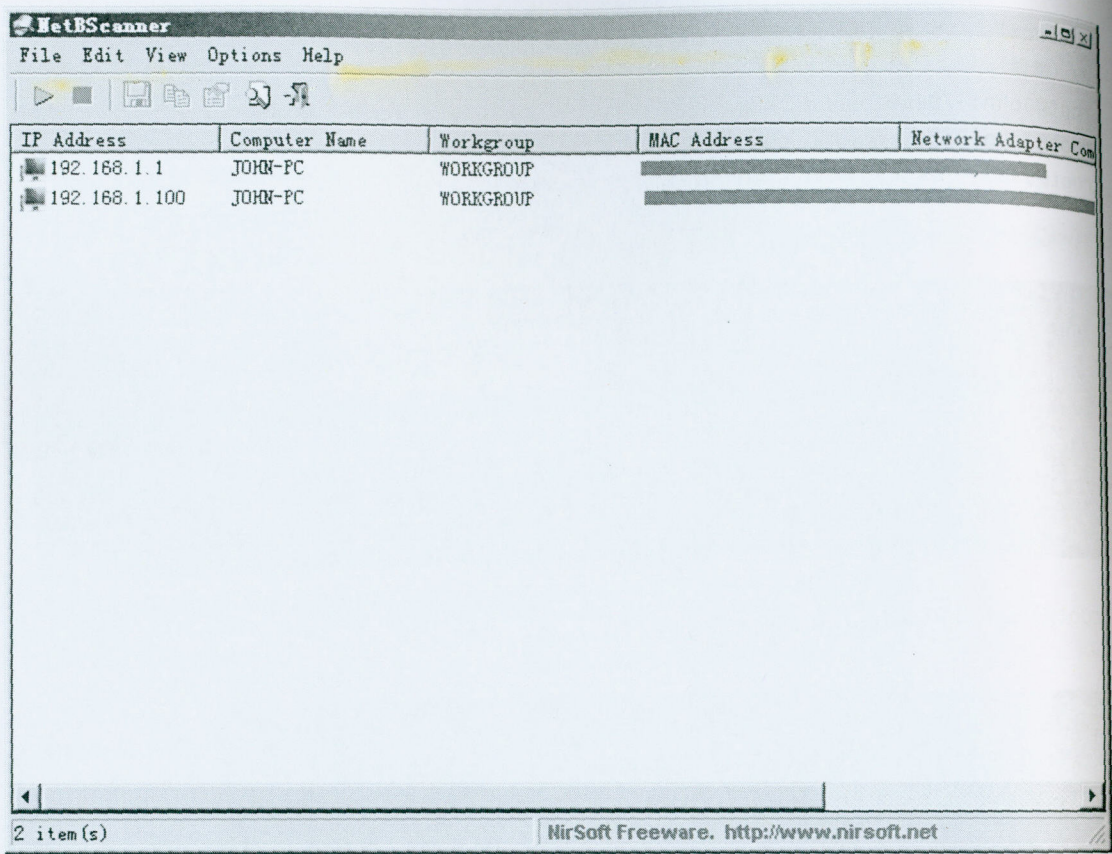 NetBScanner
File Edit View Options Help
IP Address Computer Name Workgroup MAC Address Network Adapter Com
192.168.1.1 JOHN-PC WORKGROUP
192.168.1.100 JOHN-PC WORKGROUP
2 item(s) NirSoft Freeware. http://www.nirsoft.net